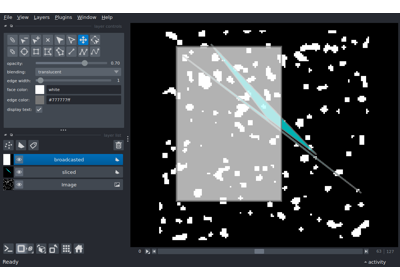 File View Layers Plugins Window Help
opacity: 0.70
blending: translucent
edge width: 1
face color: white
edge color: #777777ff
display text:
broadcasted
sliced
Image
Ready
activity